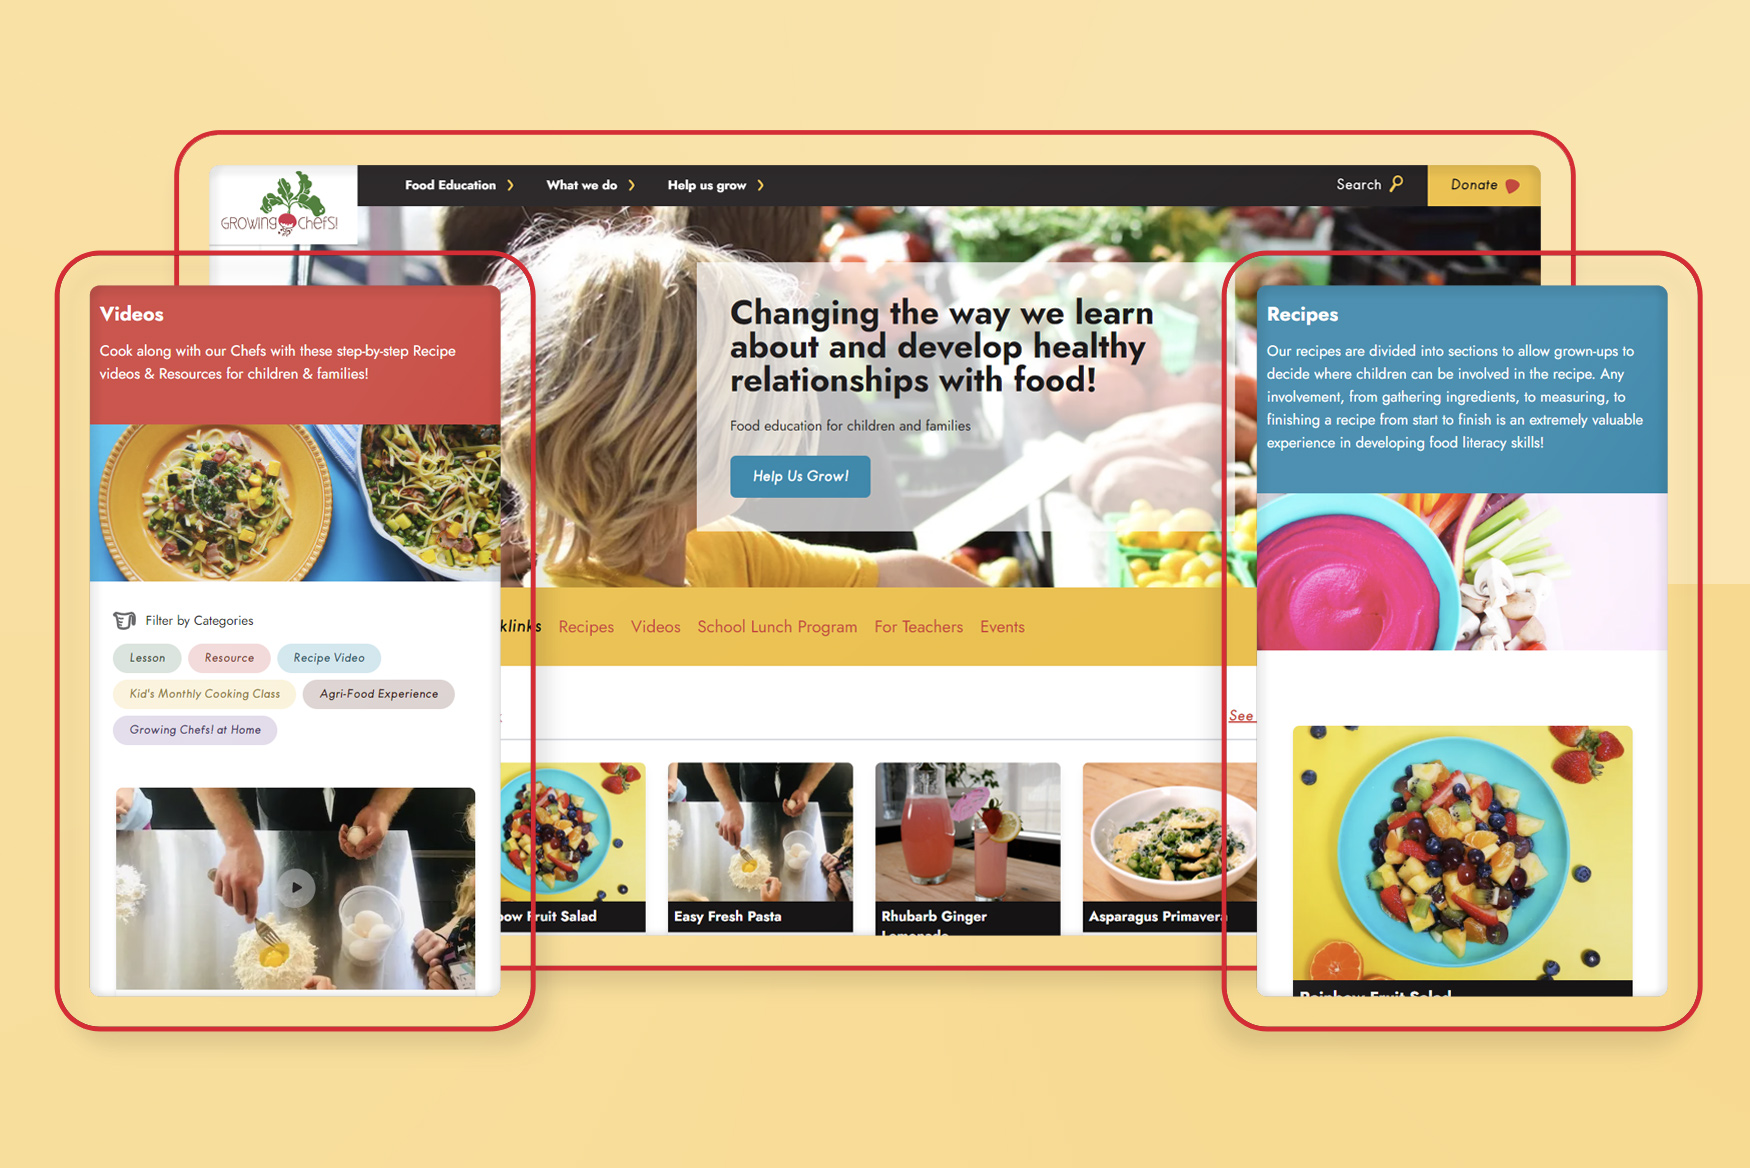 GROWING CHEFS!
Food Education
What we do
Help us grow
Search
Donate
Changing the way we learn
about and develop healthy
relationships with food!
Food education for children and families
Help Us Grow!
Recipes
Videos
School Lunch Program
For Teachers
Events
See
Fruit Salad
Easy Fresh Pasta
Rhubarb Ginger
Lemonade
Asparagus Primavera
Videos
Cook along with our Chefs with these step-by-step Recipe
videos & Resources for children & families!
Filter by Categories
Lesson
Resource
Recipe Video
Kid's Monthly Cooking Class
Agri-Food Experience
Growing Chefs! at Home
Recipes
Our recipes are divided into sections to allow grown-ups to
decide where children can be involved in the recipe. Any
involvement, from gathering ingredients, to measuring, to
finishing a recipe from start to finish is an extremely valuable
experience in developing food literacy skills!
Rainbow Fruit Salad